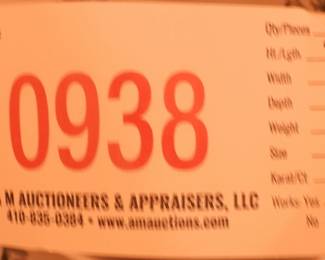 Qty/Pieces
Ht./Lgth
Width
Depth
Weight
Size
Karat/Ct
Works: Yes
No
0938
M AUCTIONEERS & APPRAISERS, LLC
410-835-0384 • www.amauctions.com